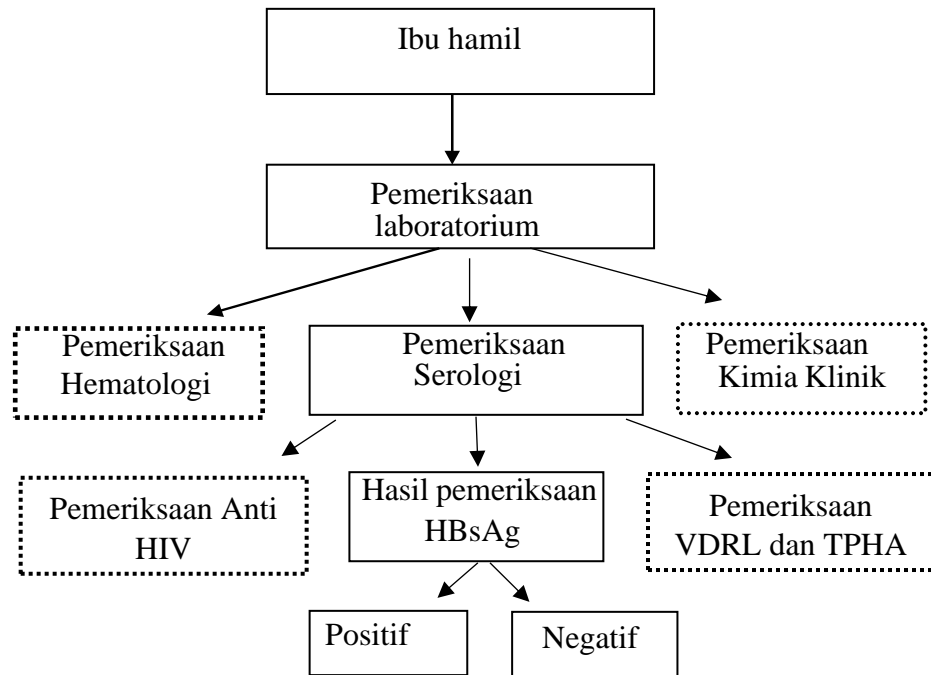 Ibu hamil
Pemeriksaan
laboratorium
Pemeriksaan
Hematologi
Pemeriksaan
Serologi
Pemeriksaan
Kimia Klinik
Pemeriksaan Anti
HIV
Hasil pemeriksaan
HBsAg
Pemeriksaan
VDRL dan TPHA
Positif
Negatif